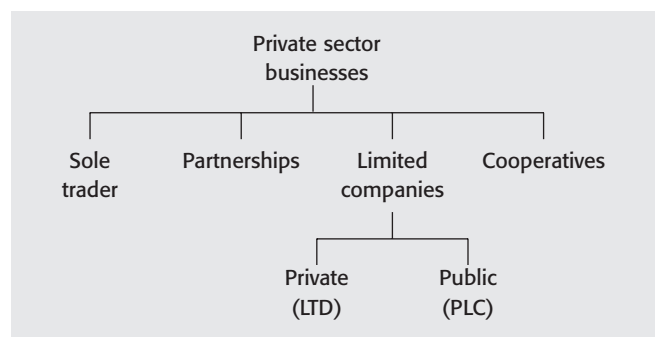 Private sector
businesses
Sole
trader
Partnerships
Limited
companies
Cooperatives
Private
(LTD)
Public
(PLC)